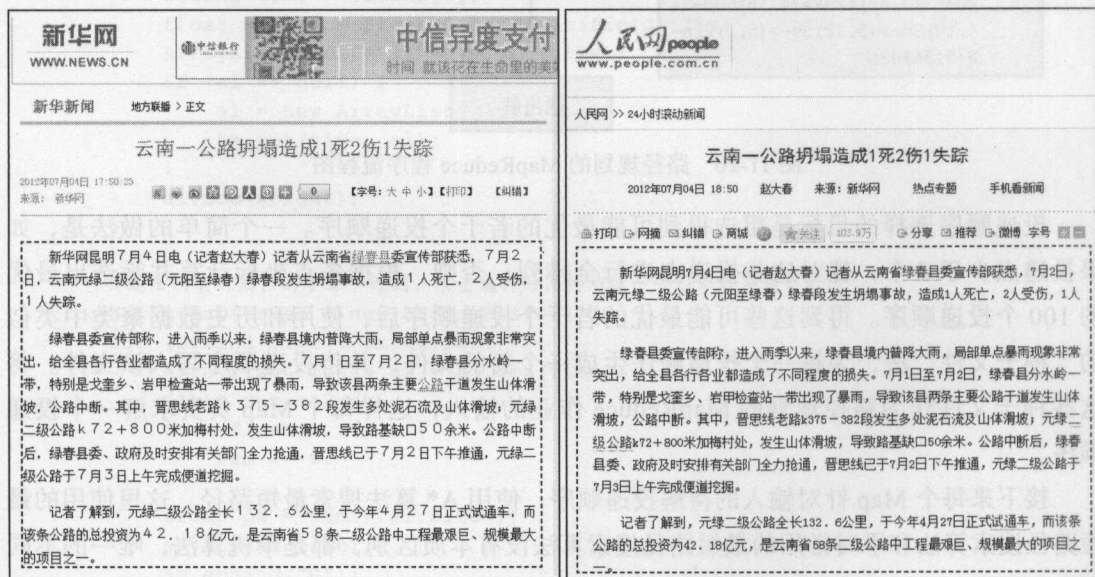 新华网
WWW.NEWS.CN
中信银行
中信异度支付
时间 就该花在生命里的美
新华新闻 地方联播 > 正文
云南一公路坍塌造成1死2伤1失踪
2012年07月04日 17:50:23
来源： 新华网
0
【字号: 大 中 小】【打印】 【纠错】
新华网昆明7月4日电（记者赵大春）记者从云南省绿春县委宣传部获悉，7月2
日，云南元绿二级公路（元阳至绿春）绿春段发生坍塌事故，造成1人死亡，2人受伤，
1人失踪。
绿春县委宣传部称，进入雨季以来，绿春县境内普降大雨，局部单点暴雨现象非常突
出，给全县各行各业都造成了不同程度的损失。7月1日至7月2日，绿春县分水岭一
带，特别是戈奎乡、岩甲检查站一带出现了暴雨，导致该县两条主要公路干道发生山体滑
坡，公路中断。其中，晋思线老路k375－382段发生多处泥石流及山体滑坡；元绿
二级公路k72+800米加梅村处，发生山体滑坡，导致路基缺口50余米。公路中断
后，绿春县委、政府及时安排有关部门全力抢通，晋思线已于7月2日下午推通，元绿二
级公路于7月3日上午完成便道挖掘。
记者了解到，元绿二级公路全长132．6公里，于今年4月27日正式试通车，而
该条公路的总投资为42．18亿元，是云南省58条二级公路中工程最艰巨、规模最大
的项目之一。
人民网 people
www.people.com.cn
人民网 >> 24小时滚动新闻
云南一公路坍塌造成1死2伤1失踪
2012年07月04日 18:50 赵大春 来源：新华网 热点专题 手机看新闻
打印 网摘 纠错 商城 关注 103.9万 分享 推荐 微博 字号
新华网昆明7月4日电（记者赵大春）记者从云南省绿春县委宣传部获悉，7月2日，
云南元绿二级公路（元阳至绿春）绿春段发生坍塌事故，造成1人死亡，2人受伤，1人
失踪。
绿春县委宣传部称，进入雨季以来，绿春县境内普降大雨，局部单点暴雨现象非常
突出，给全县各行各业都造成了不同程度的损失。7月1日至7月2日，绿春县分水岭一
带，特别是戈奎乡、岩甲检查站一带出现了暴雨，导致该县两条主要公路干道发生山体
滑坡，公路中断。其中，晋思线老路k375－382段发生多处泥石流及山体滑坡；元绿二
级公路k72+800米加梅村处，发生山体滑坡，导致路基缺口50余米。公路中断后，绿春
县委、政府及时安排有关部门全力抢通，晋思线已于7月2日下午推通，元绿二级公路于
7月3日上午完成便道挖掘。
记者了解到，元绿二级公路全长132．6公里，于今年4月27日正式试通车，而该条
公路的总投资为42．18亿元，是云南省58条二级公路中工程最艰巨、规模最大的项目之
一。